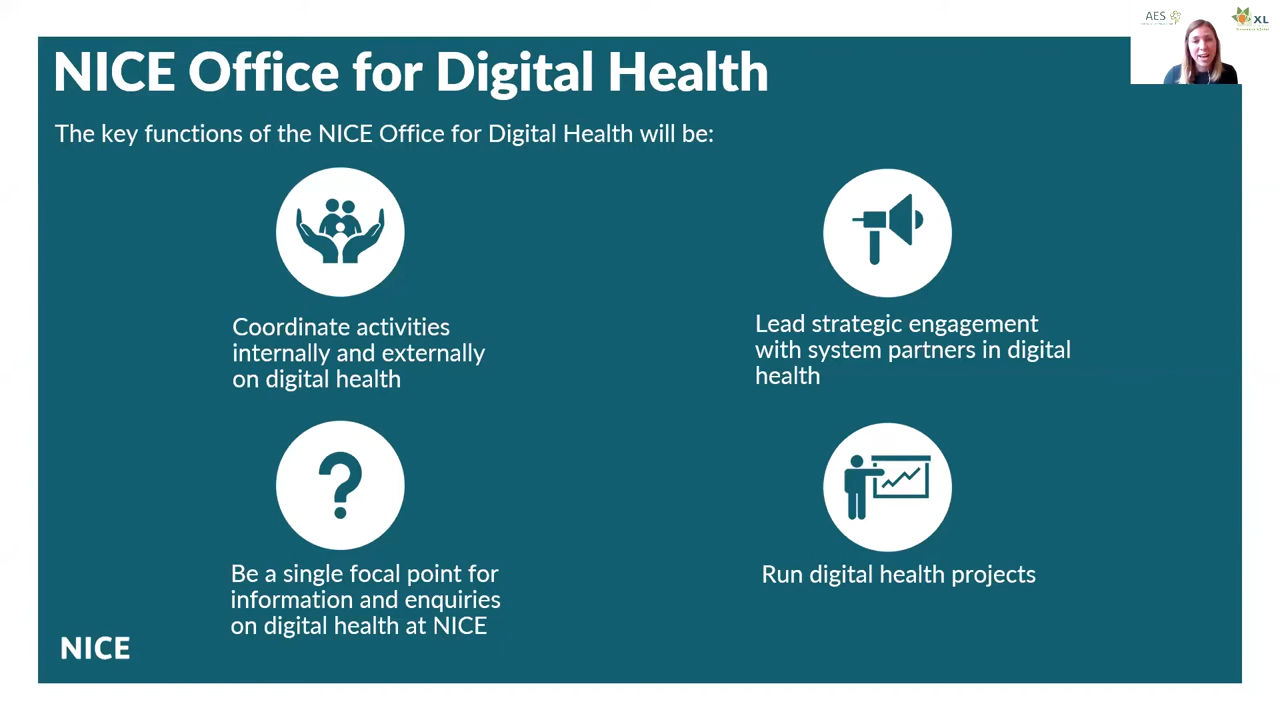 AES
XL
NICE Office for Digital Health
The key functions of the NICE Office for Digital Health will be:
Coordinate activities
internally and externally
on digital health
Lead strategic engagement
with system partners in digital
health
Be a single focal point for
information and enquiries
on digital health at NICE
Run digital health projects
NICE